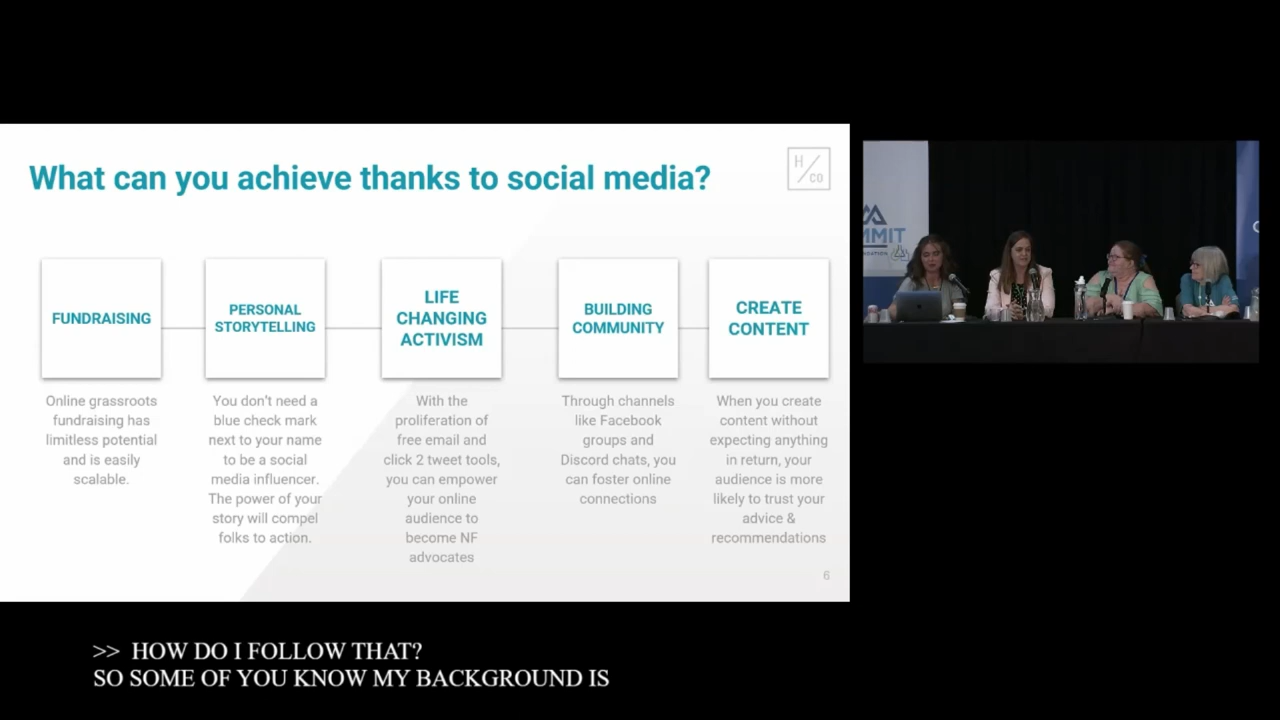 What can you achieve thanks to social media?
H
CO
FUNDRAISING
Online grassroots
fundraising has
limitless potential
and is easily
scalable.
PERSONAL
STORYTELLING
You don't need a
blue check mark
next to your name
to be a social
media influencer.
The power of your
story will compel
folks to action.
LIFE
CHANGING
ACTIVISM
With the
proliferation of
free email and
click 2 tweet tools,
you can empower
your online
audience to
become NF
advocates
BUILDING
COMMUNITY
Through channels
like Facebook
groups and
Discord chats, you
can foster online
connections
CREATE
CONTENT
When you create
content without
expecting anything
in return, your
audience is more
likely to trust your
advice &
recommendations
6
>> HOW DO I FOLLOW THAT?
SO SOME OF YOU KNOW MY BACKGROUND IS